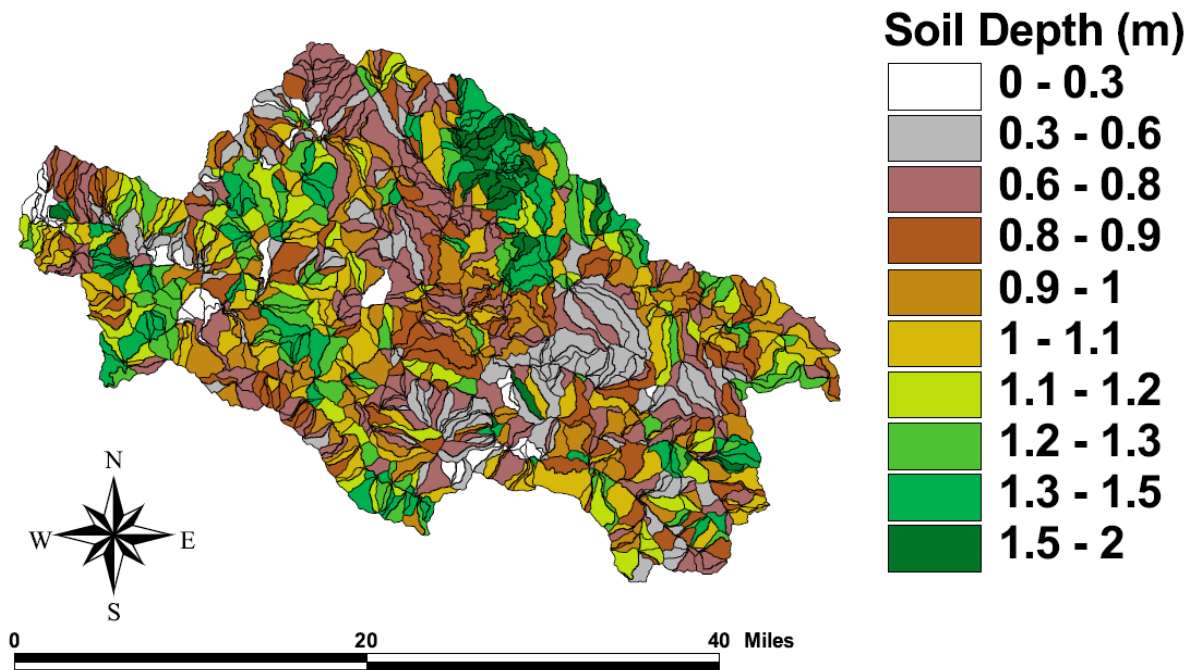 Soil Depth (m)
0 - 0.3
0.3 - 0.6
0.6 - 0.8
0.8 - 0.9
0.9 - 1
1 - 1.1
1.1 - 1.2
1.2 - 1.3
1.3 - 1.5
1.5 - 2
N
W E
S
0 20 40 Miles